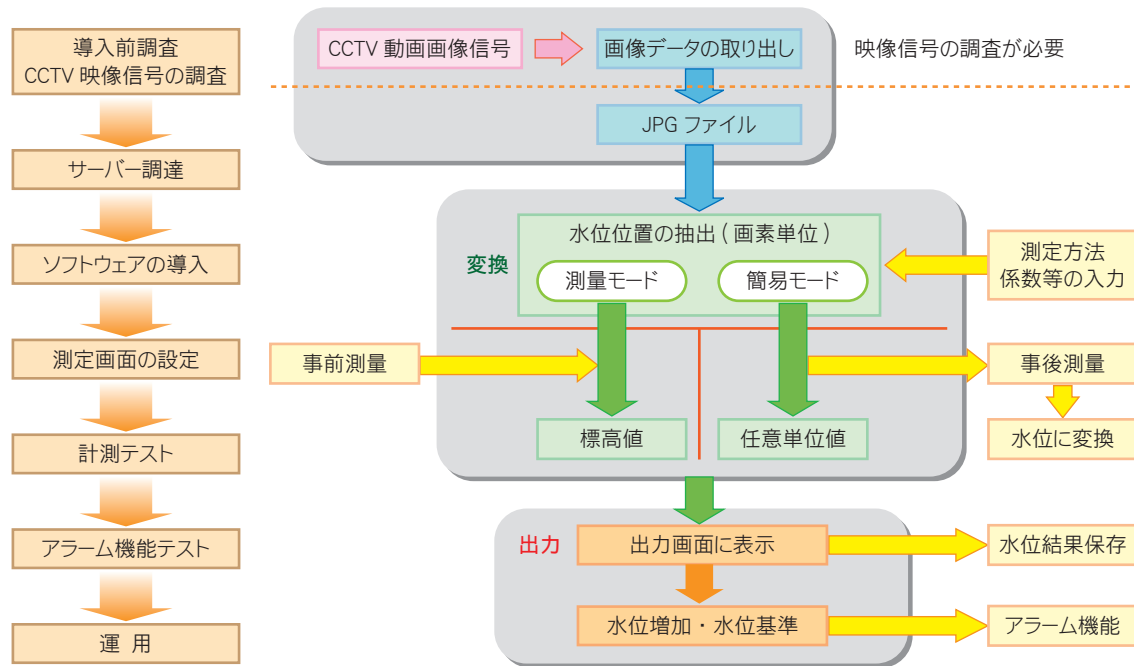 導入前調査
CCTV 映像信号の調査
サーバー調達
ソフトウェアの導入
測定画面の設定
計測テスト
アラーム機能テスト
運 用
CCTV 動画画像信号
画像データの取り出し
映像信号の調査が必要
JPG ファイル
変換
水位位置の抽出 ( 画素単位 )
測量モード
簡易モード
測定方法
係数等の入力
事前測量
事後測量
標高値
任意単位値
水位に変換
出力
出力画面に表示
水位結果保存
水位増加・水位基準
アラーム機能